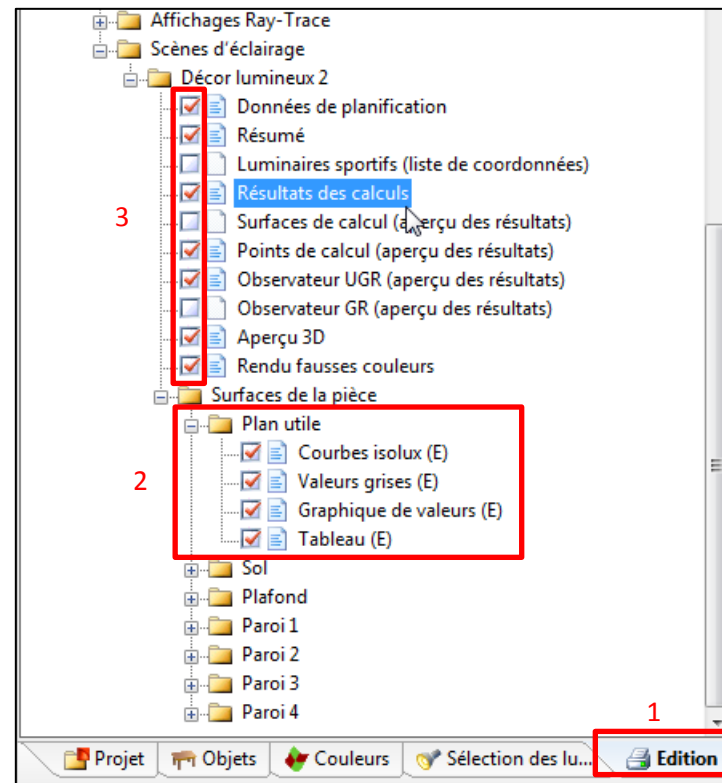 Affichages Ray-Trace
Scènes d'éclairage
Décor lumineux 2
Données de planification
Résumé
Luminaires sportifs (liste de coordonnées)
Résultats des calculs
3
Surfaces de calcul (aperçu des résultats)
Points de calcul (aperçu des résultats)
Observateur UGR (aperçu des résultats)
Observateur GR (aperçu des résultats)
Aperçu 3D
Rendu fausses couleurs
Surfaces de la pièce
Plan utile
Courbes isolux (E)
2
Valeurs grises (E)
Graphique de valeurs (E)
Tableau (E)
Sol
Plafond
Paroi 1
Paroi 2
Paroi 3
Paroi 4
1
Projet Objets Couleurs Sélection des lu... Edition